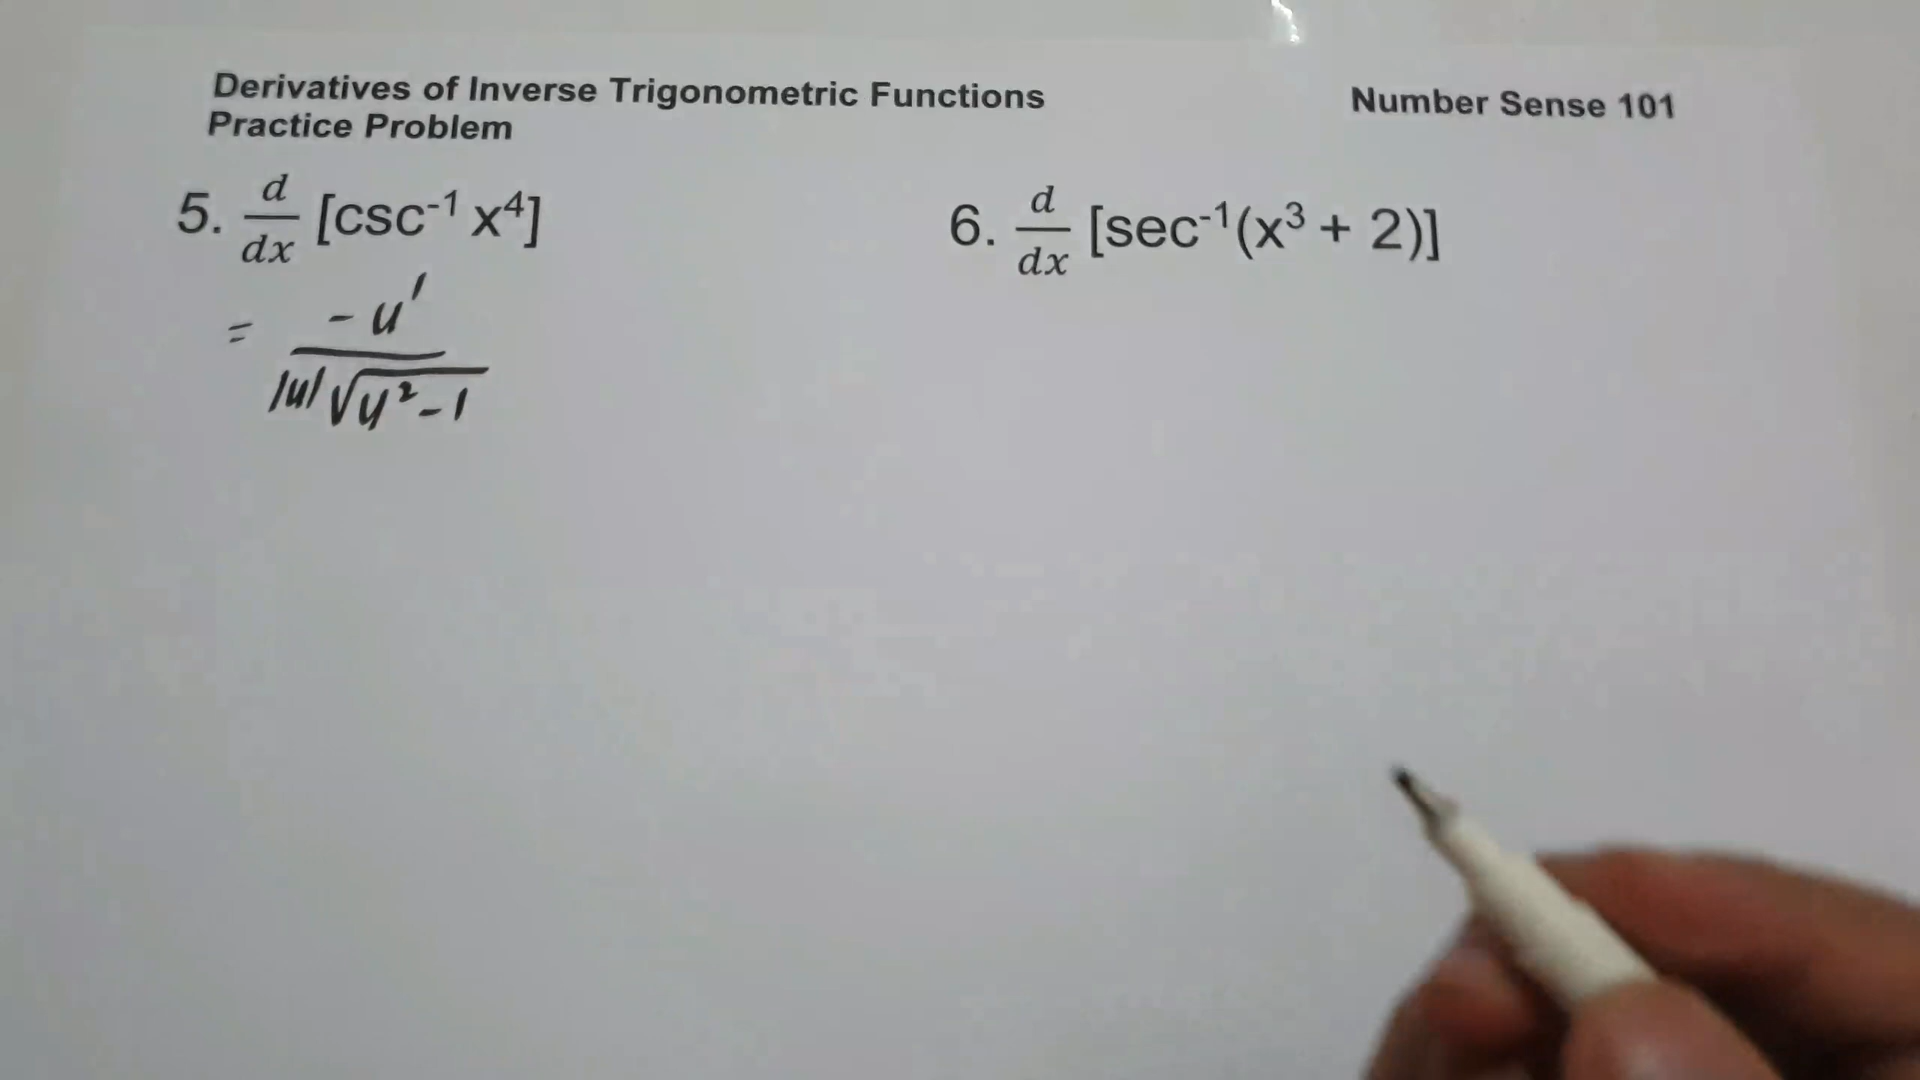 Derivatives of Inverse Trigonometric Functions
Practice Problem
Number Sense 101
5. d/dx [csc⁻¹ x⁴]
= -u' / |u|√u² - 1
6. d/dx [sec⁻¹(x³ + 2)]